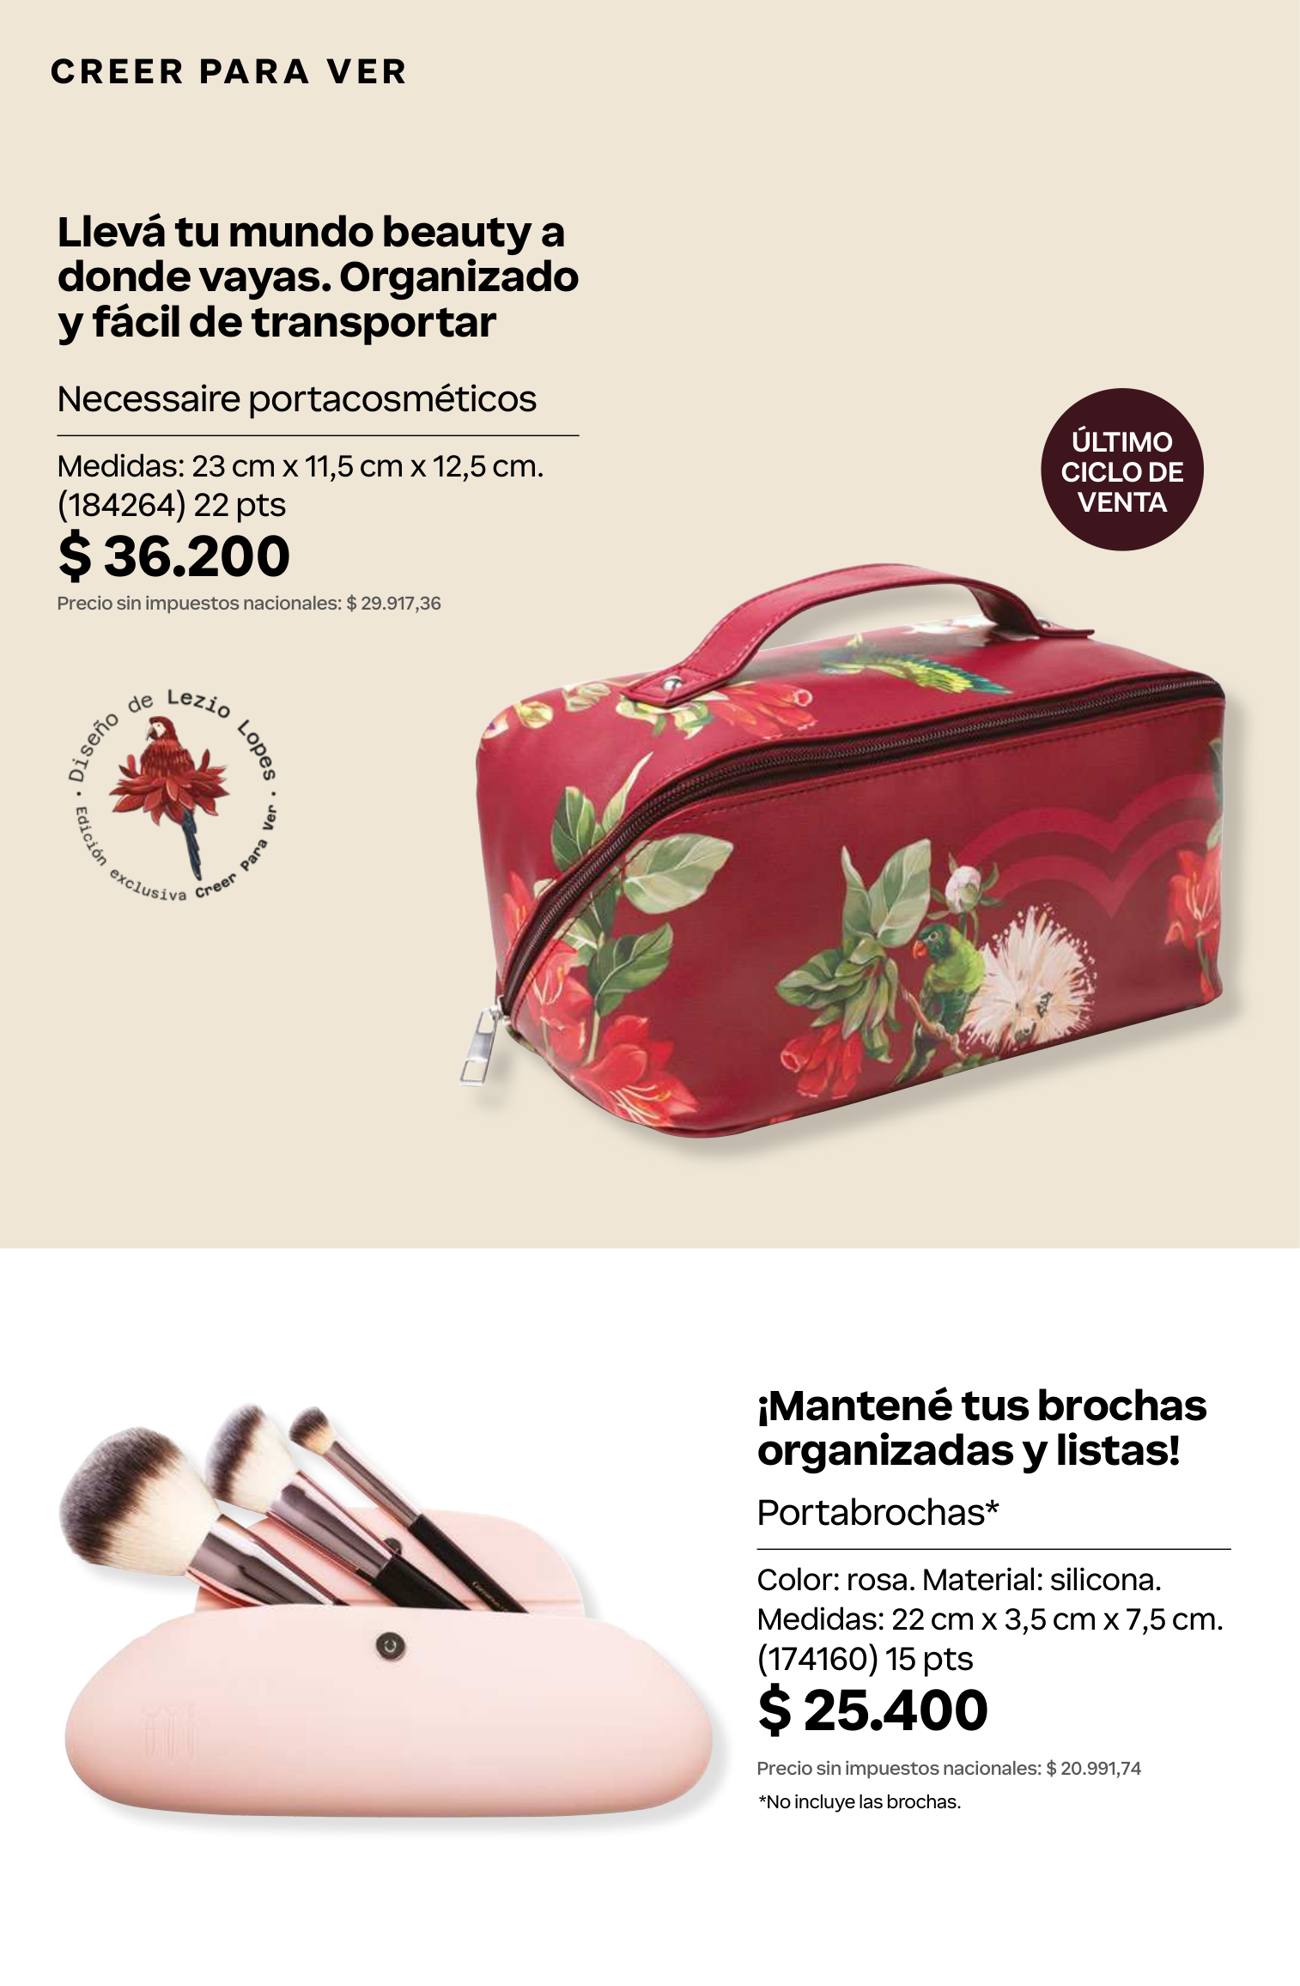 CREER PARA VER
Llevá tu mundo beauty a
donde vayas. Organizado
y fácil de transportar
Necessaire portacosméticos
Medidas: 23 cm x 11,5 cm x 12,5 cm.
(184264) 22 pts
$ 36.200
Precio sin impuestos nacionales: $ 29.917,36
ÚLTIMO
CICLO DE
VENTA
· Diseño de Lezio Lopes ·
Edición exclusiva Creer Para Ver
¡Mantené tus brochas
organizadas y listas!
Portabrochas*
Color: rosa. Material: silicona.
Medidas: 22 cm x 3,5 cm x 7,5 cm.
(174160) 15 pts
$ 25.400
Precio sin impuestos nacionales: $ 20.991,74
*No incluye las brochas.